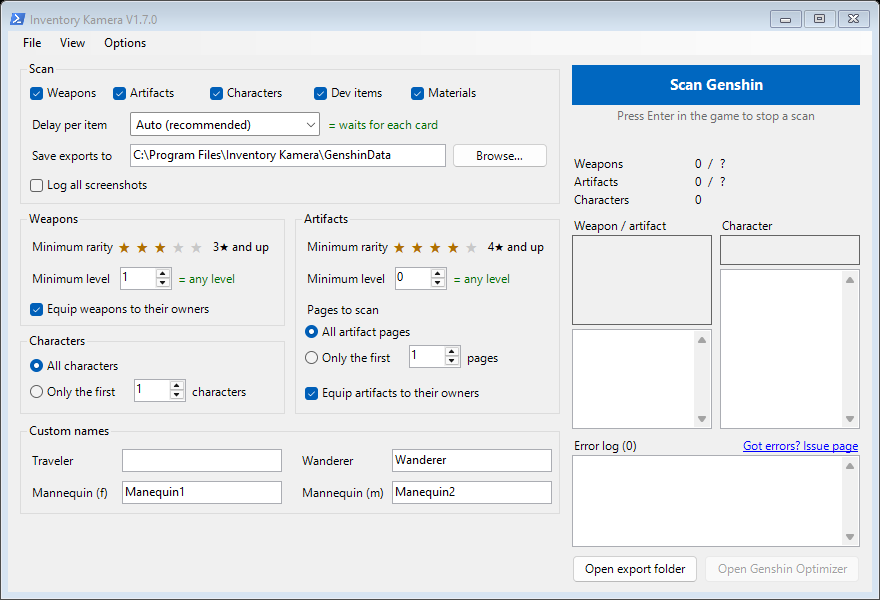 Inventory Kamera V1.7.0
File View Options
Scan
Weapons Artifacts Characters Dev items Materials
Delay per item Auto (recommended) = waits for each card
Save exports to C:\Program Files\Inventory Kamera\GenshinData Browse...
Log all screenshots
Weapons
Minimum rarity ★ ★ ★ ★ ★ 3★ and up
Minimum level 1 = any level
Equip weapons to their owners
Characters
All characters
Only the first 1 characters
Artifacts
Minimum rarity ★ ★ ★ ★ ★ 4★ and up
Minimum level 0 = any level
Pages to scan
All artifact pages
Only the first 1 pages
Equip artifacts to their owners
Custom names
Traveler Wanderer Wanderer
Mannequin (f) Manequin1 Mannequin (m) Manequin2
Scan Genshin
Press Enter in the game to stop a scan
Weapons 0 / ?
Artifacts 0 / ?
Characters 0
Weapon / artifact Character
Error log (0) Got errors? Issue page
Open export folder Open Genshin Optimizer